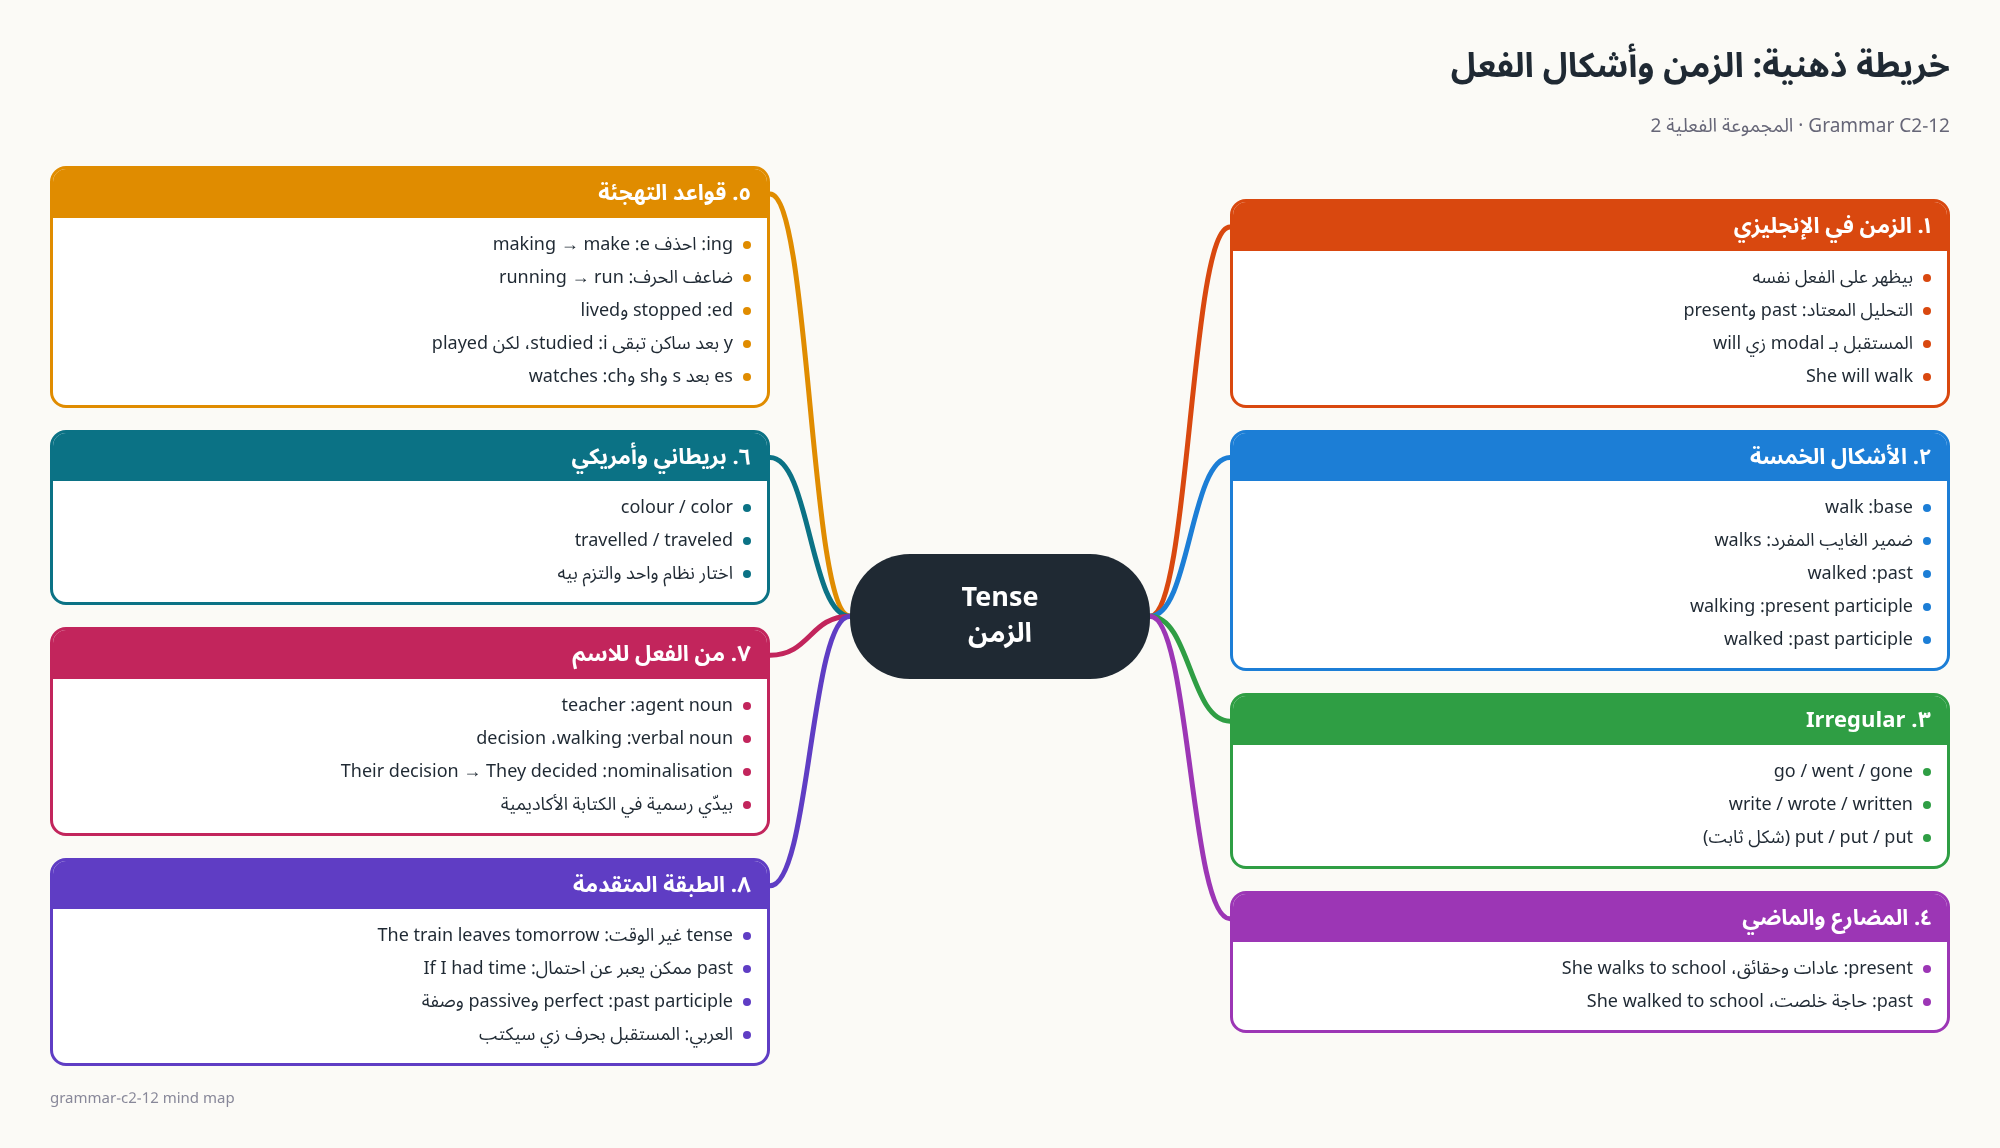 خريطة ذهنية: الزمن وأشكال الفعل
Grammar C2-12 · المجموعة الفعلية 2
١. الزمن في الإنجليزي
بيظهر على الفعل نفسه
التحليل المعتاد: past وpresent
المستقبل بـ modal زي will
She will walk
٢. الأشكال الخمسة
base: walk
ضمير الغايب المفرد: walks
past: walked
present participle: walking
past participle: walked
٣. Irregular
go / went / gone
write / wrote / written
put / put / put (شكل ثابت)
٤. المضارع والماضي
present: عادات وحقائق، She walks to school
past: حاجة خلصت، She walked to school
Tense
الزمن
٥. قواعد التهجئة
ing: احذف e: make → making
ضاعف الحرف: run → running
ed: stopped وlived
y بعد ساكن تبقى i: studied، لكن played
es بعد s وsh وch: watches
٦. بريطاني وأمريكي
colour / color
travelled / traveled
اختار نظام واحد والتزم بيه
٧. من الفعل للاسم
agent noun: teacher
verbal noun: walking، decision
nominalisation: They decided → Their decision
بيدّي رسمية في الكتابة الأكاديمية
٨. الطبقة المتقدمة
tense غير الوقت: The train leaves tomorrow
past ممكن يعبر عن احتمال: If I had time
past participle: perfect وpassive وصفة
العربي: المستقبل بحرف زي سيكتب
grammar-c2-12 mind map